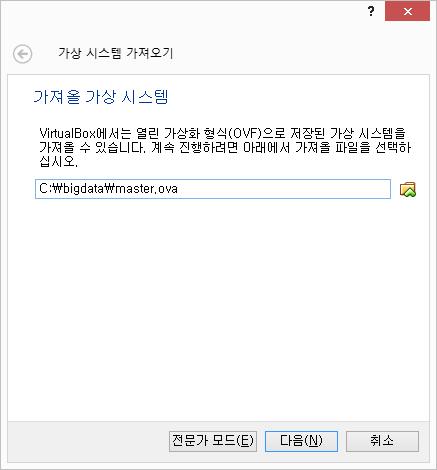 ?
가상 시스템 가져오기
가져올 가상 시스템
VirtualBox에서는 열린 가상화 형식(OVF)으로 저장된 가상 시스템을
가져올 수 있습니다. 계속 진행하려면 아래에서 가져올 파일을 선택하
십시오.
C:₩bigdata₩master.ova
전문가 모드(E) 다음(N) 취소